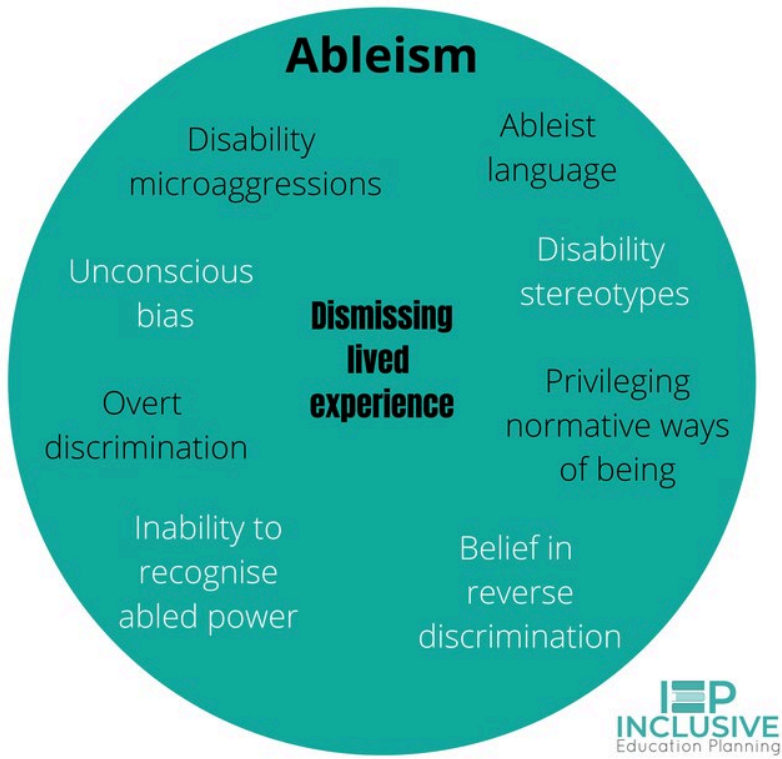 Ableism
Disability
microaggressions
Ableist
language
Unconscious
bias
Disability
stereotypes
Dismissing
lived
experience
Overt
discrimination
Privileging
normative ways
of being
Inability to
recognise
abled power
Belief in
reverse
discrimination
IEP
INCLUSIVE
Education Planning